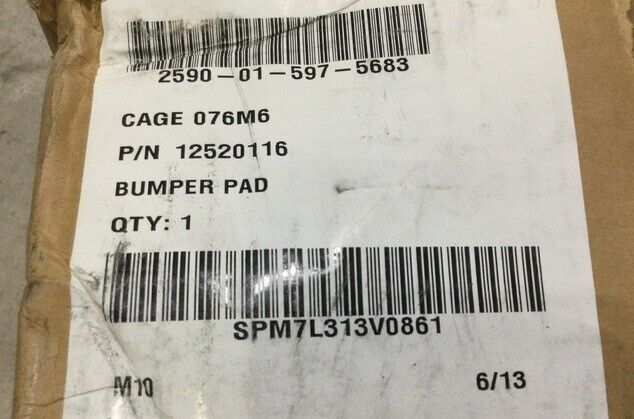 2590-01-597-5683
CAGE 076M6
P/N 12520116
BUMPER PAD
QTY: 1
SPM7L313V0861
M10
6/13